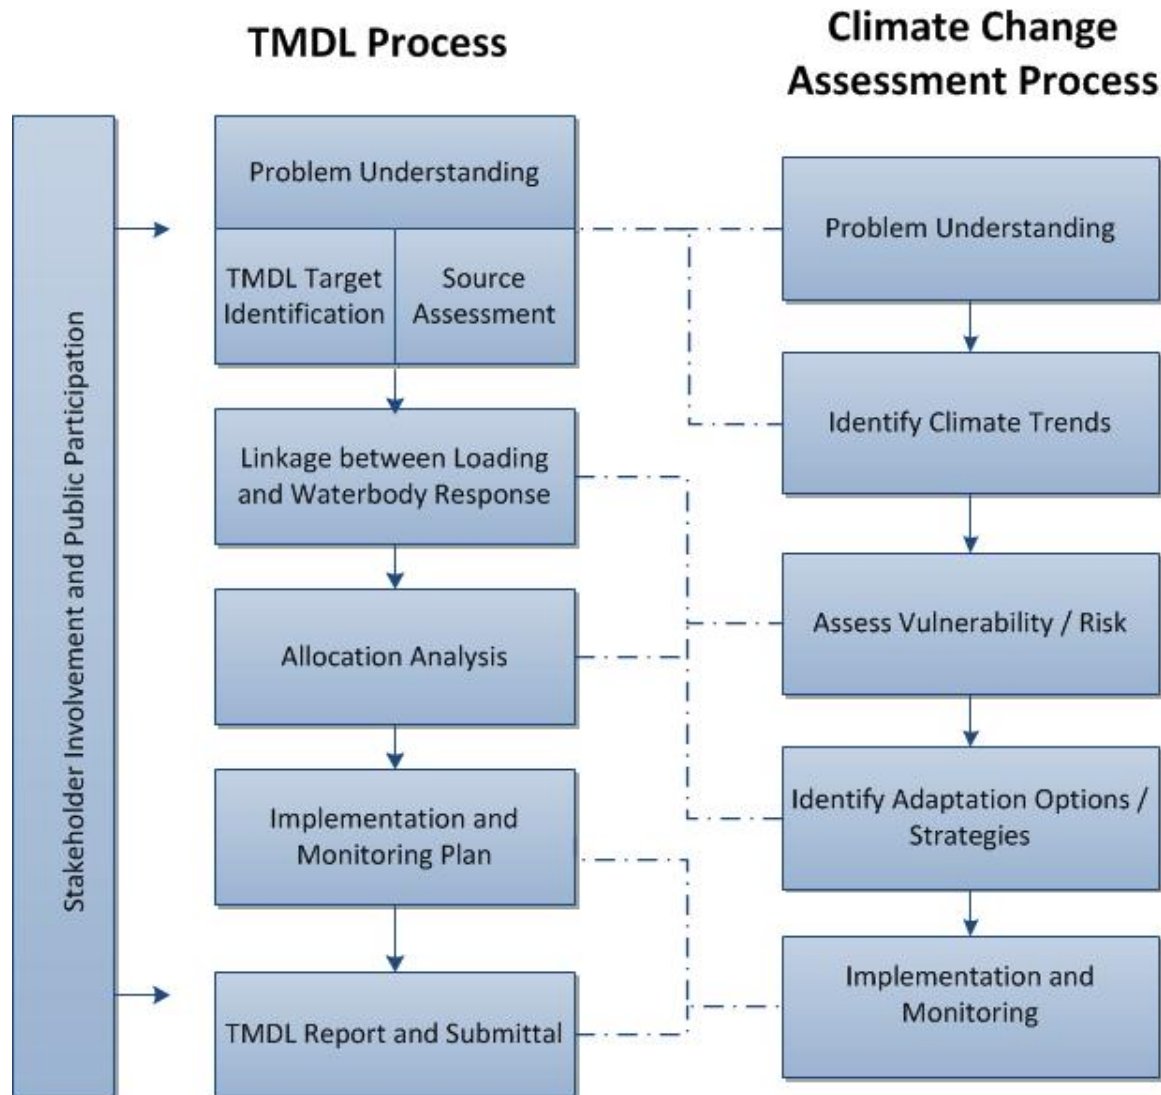 TMDL Process
Climate Change
Assessment Process
Stakeholder Involvement and Public Participation
Problem Understanding
TMDL Target
Identification
Source
Assessment
Linkage between Loading
and Waterbody Response
Allocation Analysis
Implementation and
Monitoring Plan
TMDL Report and Submittal
Problem Understanding
Identify Climate Trends
Assess Vulnerability / Risk
Identify Adaptation Options /
Strategies
Implementation and
Monitoring